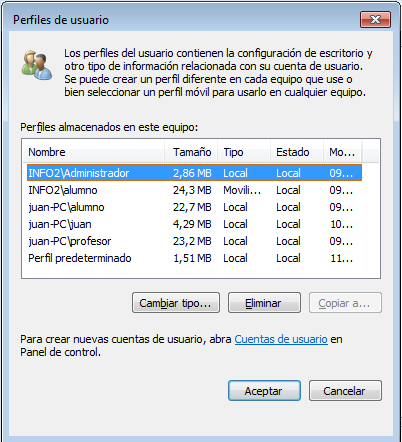 Perfiles de usuario
Los perfiles del usuario contienen la configuración de escritorio y
otro tipo de información relacionada con su cuenta de usuario.
Se puede crear un perfil diferente en cada equipo que use o
bien seleccionar un perfil móvil para usarlo en cualquier equipo.
Perfiles almacenados en este equipo:
Nombre Tamaño Tipo Estado Mo...
INFO2\Administrador 2,86 MB Local Local 09...
INFO2\alumno 24,3 MB Movili... Local 09...
juan-PC\alumno 22,7 MB Local Local 09...
juan-PC\juan 4,29 MB Local Local 10...
juan-PC\profesor 23,2 MB Local Local 09...
Perfil predeterminado 1,51 MB Local Local 11...
Cambiar tipo... Eliminar Copiar a...
Para crear nuevas cuentas de usuario, abra Cuentas de usuario en
Panel de control.
Aceptar Cancelar